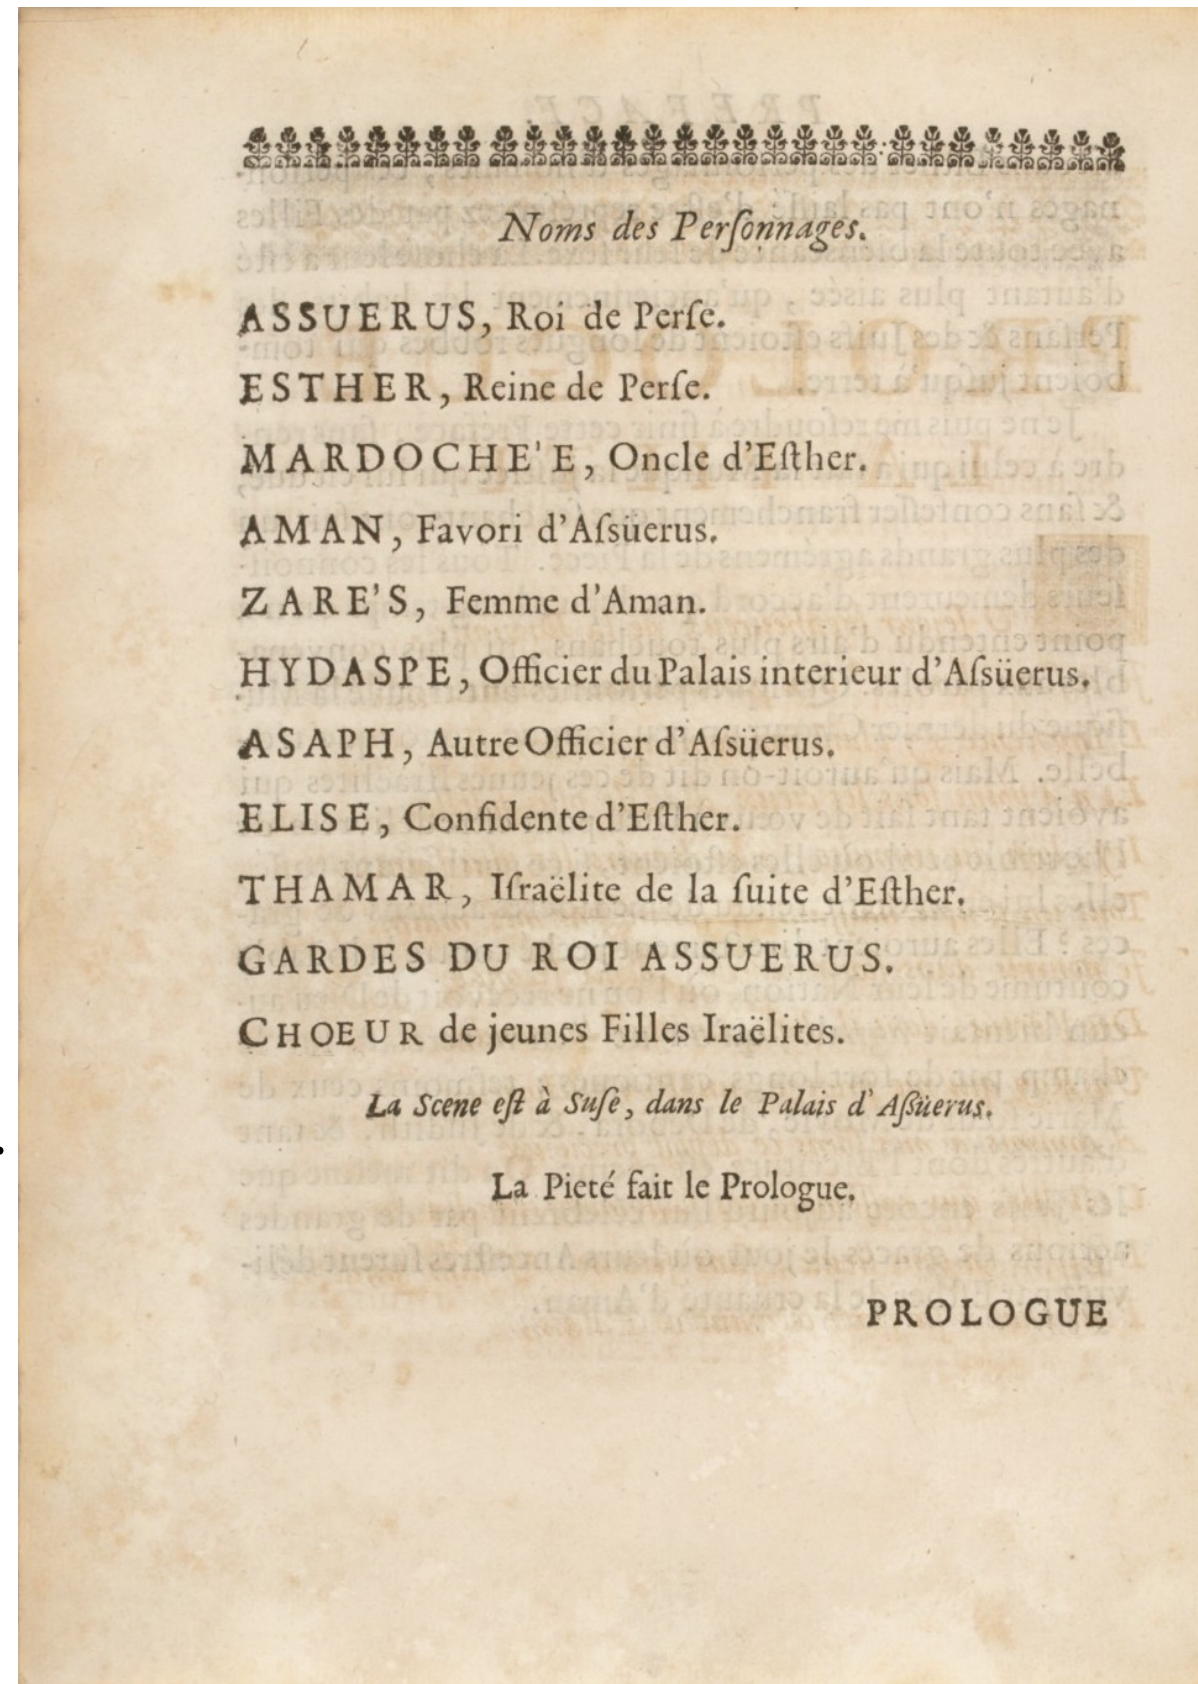 Noms des Perſonnages.
ASSUERUS, Roi de Perſe.
ESTHER, Reine de Perſe.
MARDOCHE'E, Oncle d'Eſther.
AMAN, Favori d'Aſsüerus.
ZARE'S, Femme d'Aman.
HYDASPE, Officier du Palais interieur d'Aſsüerus.
ASAPH, Autre Officier d'Aſsüerus.
ELISE, Confidente d'Eſther.
THAMAR, Iſraëlite de la ſuite d'Eſther.
GARDES DU ROI ASSUERUS.
CHOEUR de jeunes Filles Iraëlites.
La Scene eſt à Suſe, dans le Palais d'Aßüerus.
La Pieté fait le Prologue.
PROLOGUE